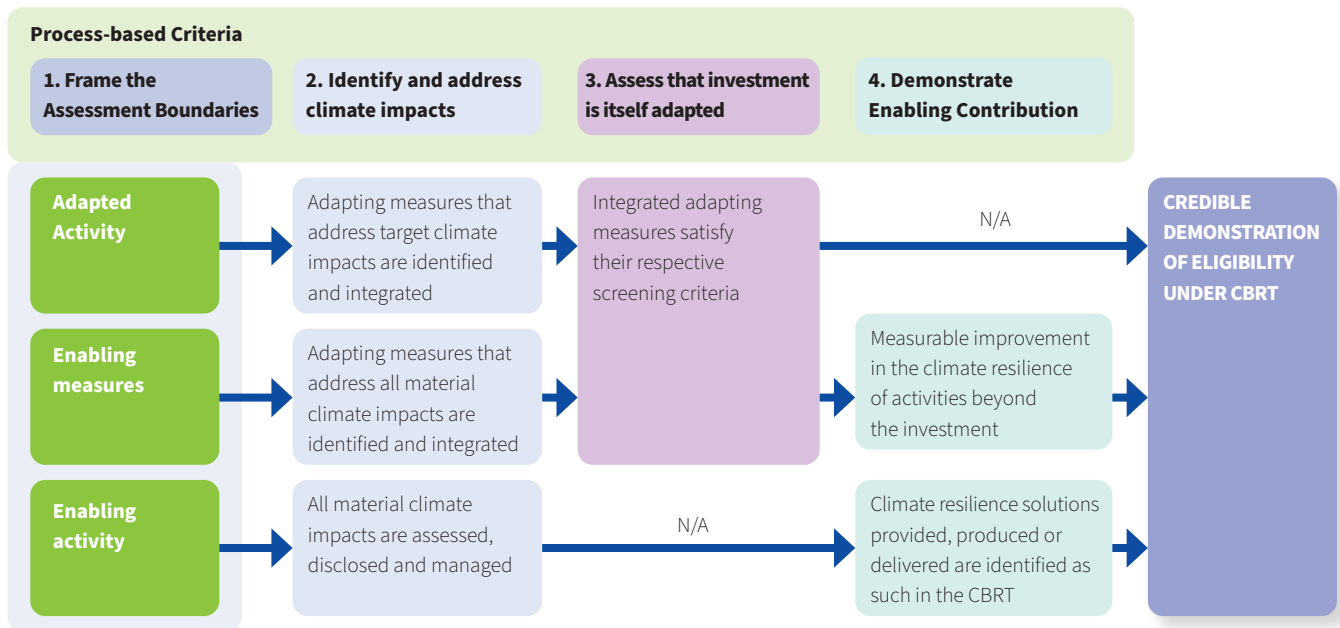 Process-based Criteria
1. Frame the
Assessment Boundaries
2. Identify and address
climate impacts
3. Assess that investment
is itself adapted
4. Demonstrate
Enabling Contribution
Adapted
Activity
Adapting measures that
address target climate
impacts are identified
and integrated
Integrated adapting
measures satisfy
their respective
screening criteria
N/A
CREDIBLE
DEMONSTRATION
OF ELIGIBILITY
UNDER CBRT
Enabling
measures
Adapting measures that
address all material
climate impacts are
identified and integrated
Measurable improvement
in the climate resilience
of activities beyond
the investment
Enabling
activity
All material climate
impacts are assessed,
disclosed and managed
N/A
Climate resilience solutions
provided, produced or
delivered are identified as
such in the CBRT